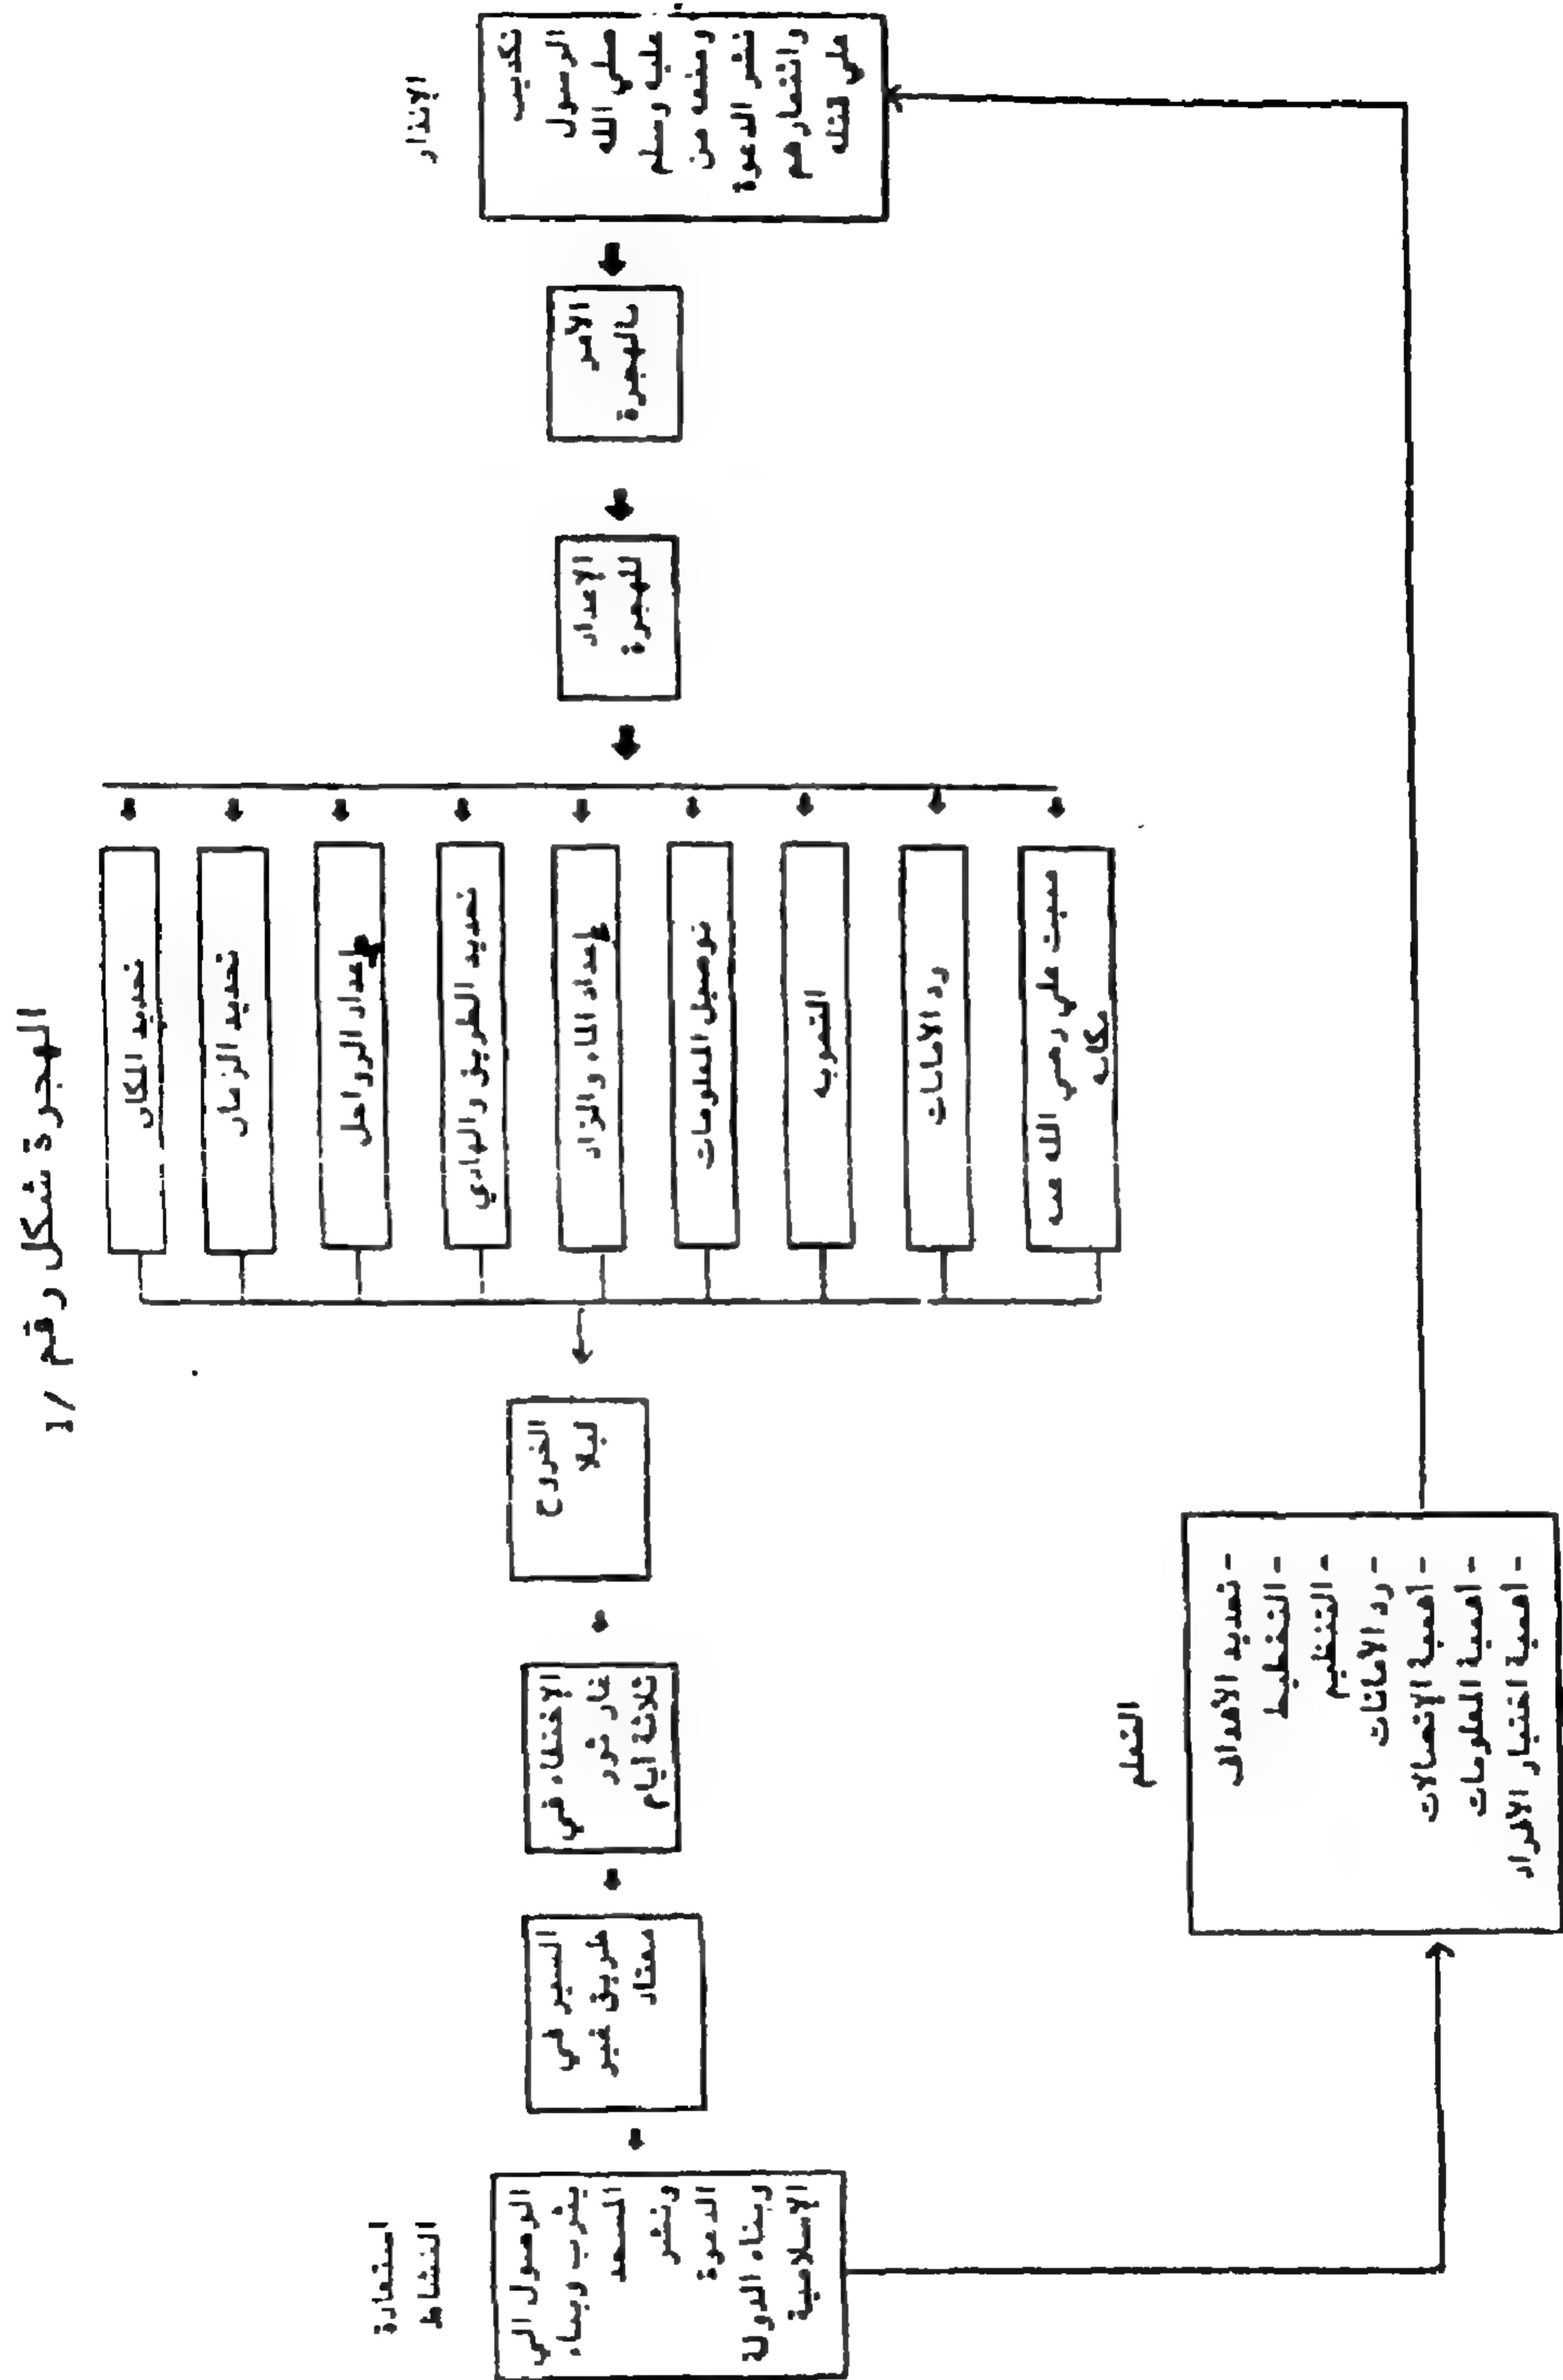 الهجرة شكل رقم /1
الإنذار
تكذيب
الرسول
صلى الله
عليه وسلم
ومنعه من
نشر الدعوة
واتفاقهم
على قتله
الأمر
بالهجرة
الإعداد
للهجرة
تحديد المكان
تحديد الزمان
إعداد الرواحل
تحديد الطريق والهادي
إعداد الماء والزاد
توصيل المعلومات
التمويه
رد الامانات
مبيت علي رضي الله عنه
مكانه
الخروج
ليلا
الإختباء في
غار ثور
ثلاثة أيام
السير في
طريق غير
معتاد
استعادة
النشاط
الوصول إلى
يثرب وبناء
المسجد
ونشر
الدعوة
وبناء الدولة
الإسلامية
التعلم
- تحديد الأهداف
- التخطيط
- التنظيم
- رد الأمانات
- أهمية الإتصالات
- أهمية المعلومات
- أهمية اختيار الأفراد